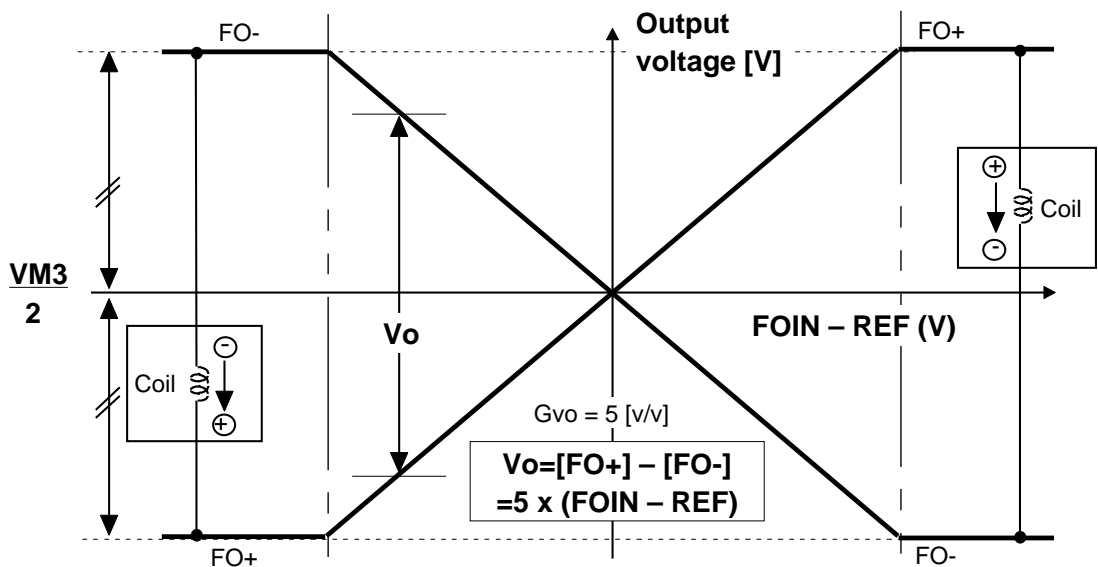 FO-
Output
voltage [V]
FO+
+
-
Coil
VM3
2
Vo
FOIN – REF (V)
-
Coil
+
Gvo = 5 [v/v]
Vo=[FO+] – [FO-]
=5 x (FOIN – REF)
FO+
FO-